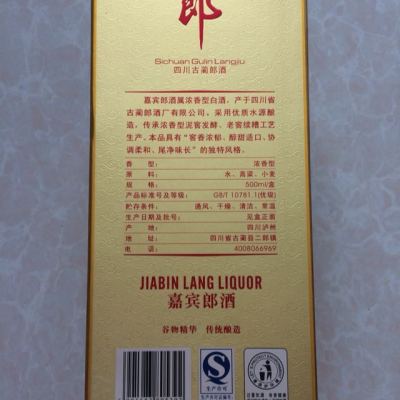 郎
Sichuan Gulin Langjiu
四川古蔺郎酒
嘉宾郎酒属浓香型白酒，产于四川省
古蔺郎酒厂有限公司。采用优质水源酿
造，传承浓香型泥窖发酵、老窖续糟工艺
生产。本品具有“窖香浓郁、醇甜适口、协
调柔和、尾净味长”的独特风格。
香 型： 浓香型
原 料： 水、高粱、小麦
规 格： 500ml/盒
产品标准号及等级： GB/T 10781.1(优级)
贮存条件： 通风、干燥、清洁、常温
生产日期及批号： 见盒正面
产 地： 四川泸州
地 址： 四川省古蔺县二郎镇
电 话： 4008066969
JIABIN LANG LIQUOR
嘉宾郎酒
谷物精华 传统酿造
生产许可